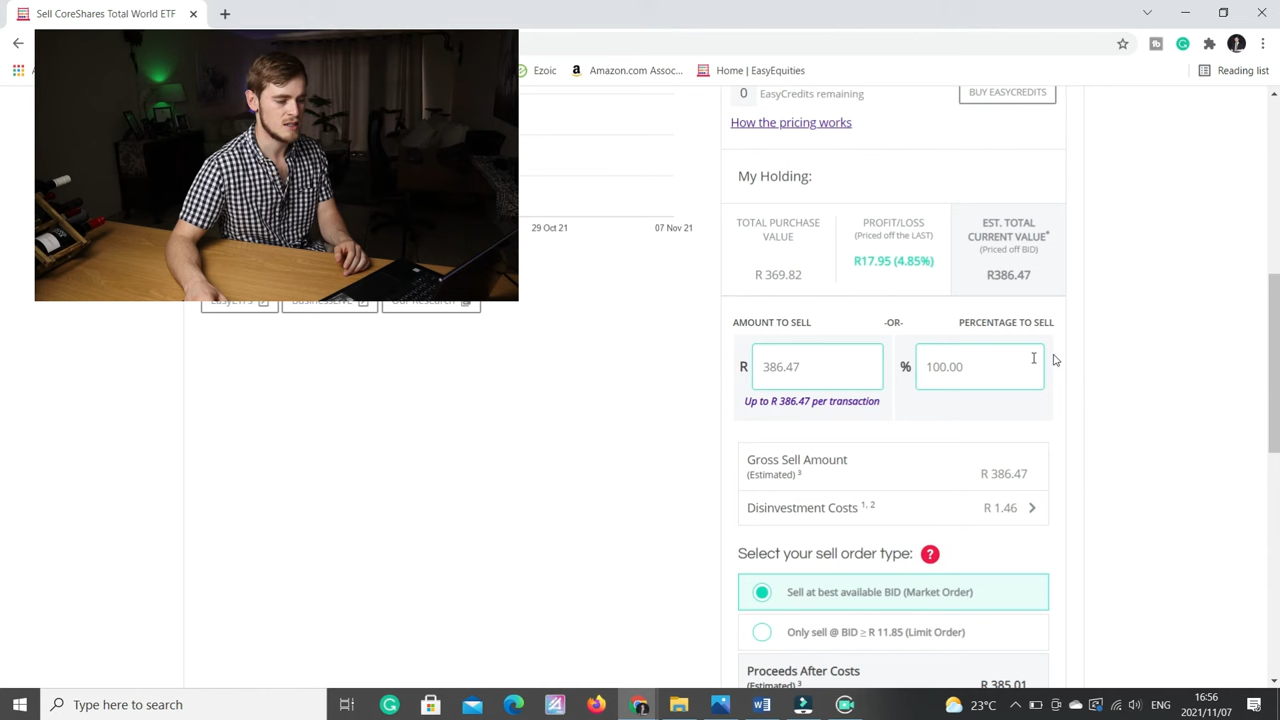 Sell CoreShares Total World ETF
Ezoic
Amazon.com Assoc...
Home | EasyEquities
Reading list
0
EasyCredits remaining
BUY EASYCREDITS
How the pricing works
My Holding:
TOTAL PURCHASE VALUE
R 369.82
PROFIT/LOSS
(Priced off the LAST)
R17.95 (4.85%)
EST. TOTAL CURRENT VALUE*
(Priced off BID)
R386.47
29 Oct 21
07 Nov 21
AMOUNT TO SELL
-OR-
PERCENTAGE TO SELL
R 386.47
% 100.00
Up to R 386.47 per transaction
Gross Sell Amount
(Estimated) 3
R 386.47
Disinvestment Costs 1, 2
R 1.46
Select your sell order type: ?
Sell at best available BID (Market Order)
Only sell @ BID ≥ R 11.85 (Limit Order)
Proceeds After Costs
(Estimated) 3
R 385.01
Type here to search
23°C
ENG
16:56
2021/11/07